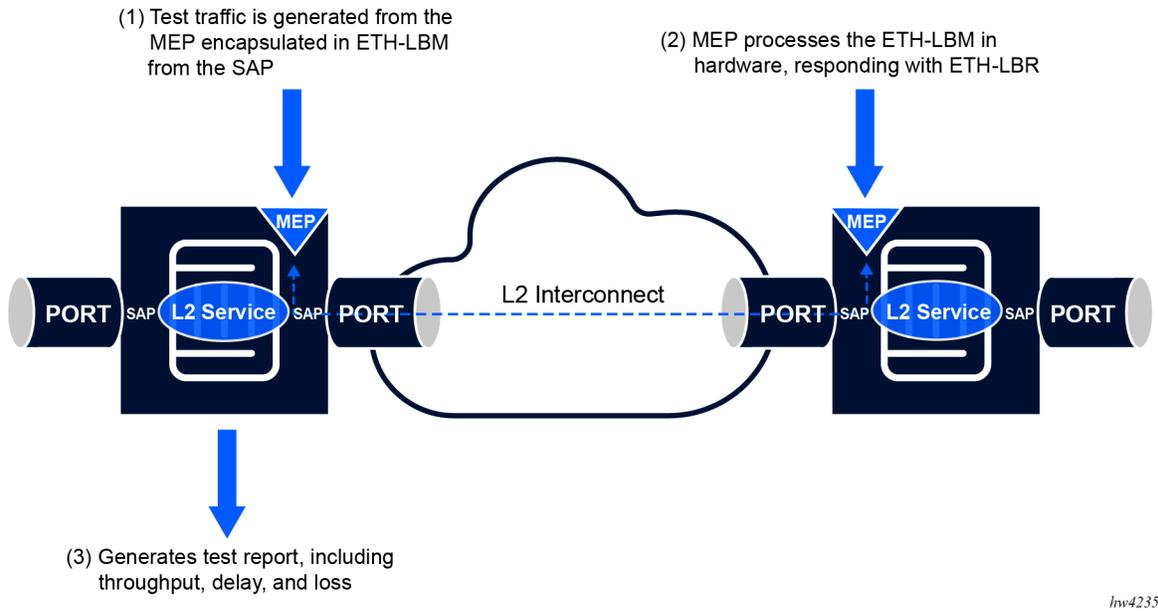 (1) Test traffic is generated from the
MEP encapsulated in ETH-LBM
from the SAP
(2) MEP processes the ETH-LBM in
hardware, responding with ETH-LBR
MEP
MEP
PORT
SAP
L2 Service
SAP
PORT
L2 Interconnect
PORT
SAP
L2 Service
SAP
PORT
(3) Generates test report, including
throughput, delay, and loss
hw4235